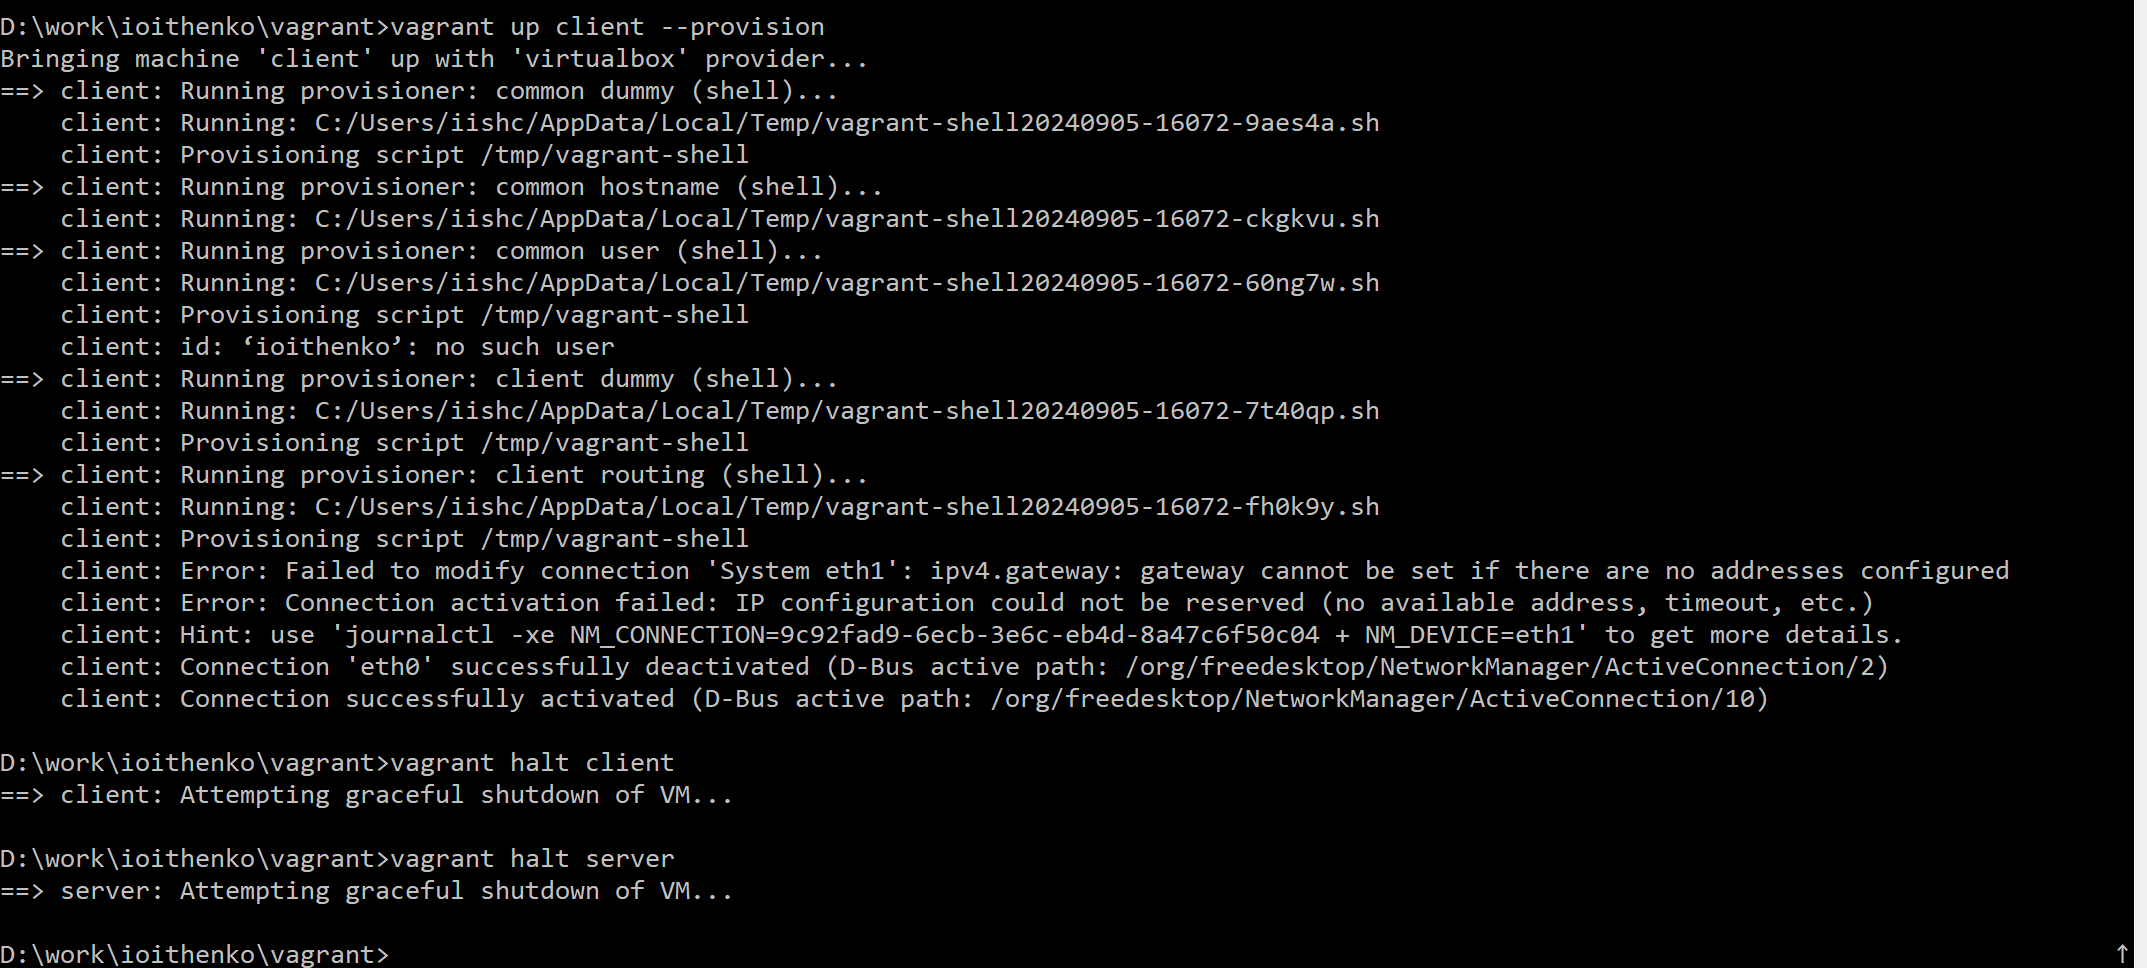 D:\work\ioithenko\vagrant>vagrant up client --provision
Bringing machine 'client' up with 'virtualbox' provider...
==> client: Running provisioner: common dummy (shell)...
    client: Running: C:/Users/iishc/AppData/Local/Temp/vagrant-shell20240905-16072-9aes4a.sh
    client: Provisioning script /tmp/vagrant-shell
==> client: Running provisioner: common hostname (shell)...
    client: Running: C:/Users/iishc/AppData/Local/Temp/vagrant-shell20240905-16072-ckgkvu.sh
==> client: Running provisioner: common user (shell)...
    client: Running: C:/Users/iishc/AppData/Local/Temp/vagrant-shell20240905-16072-60ng7w.sh
    client: Provisioning script /tmp/vagrant-shell
    client: id: ‘ioithenko’: no such user
==> client: Running provisioner: client dummy (shell)...
    client: Running: C:/Users/iishc/AppData/Local/Temp/vagrant-shell20240905-16072-7t40qp.sh
    client: Provisioning script /tmp/vagrant-shell
==> client: Running provisioner: client routing (shell)...
    client: Running: C:/Users/iishc/AppData/Local/Temp/vagrant-shell20240905-16072-fh0k9y.sh
    client: Provisioning script /tmp/vagrant-shell
    client: Error: Failed to modify connection 'System eth1': ipv4.gateway: gateway cannot be set if there are no addresses configured
    client: Error: Connection activation failed: IP configuration could not be reserved (no available address, timeout, etc.)
    client: Hint: use 'journalctl -xe NM_CONNECTION=9c92fad9-6ecb-3e6c-eb4d-8a47c6f50c04 + NM_DEVICE=eth1' to get more details.
    client: Connection 'eth0' successfully deactivated (D-Bus active path: /org/freedesktop/NetworkManager/ActiveConnection/2)
    client: Connection successfully activated (D-Bus active path: /org/freedesktop/NetworkManager/ActiveConnection/10)
D:\work\ioithenko\vagrant>vagrant halt client
==> client: Attempting graceful shutdown of VM...
D:\work\ioithenko\vagrant>vagrant halt server
==> server: Attempting graceful shutdown of VM...
D:\work\ioithenko\vagrant>